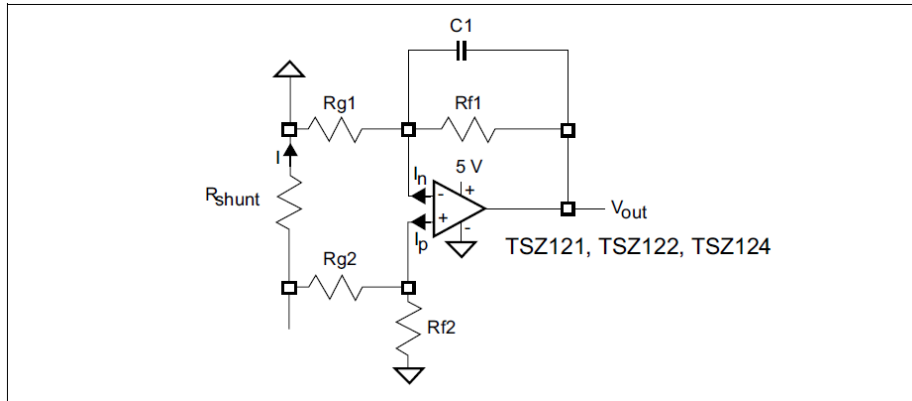 C1
Rg1
Rf1
I
In
5 V
+
-
Rshunt
+
-
Vout
Ip
TSZ121, TSZ122, TSZ124
Rg2
Rf2